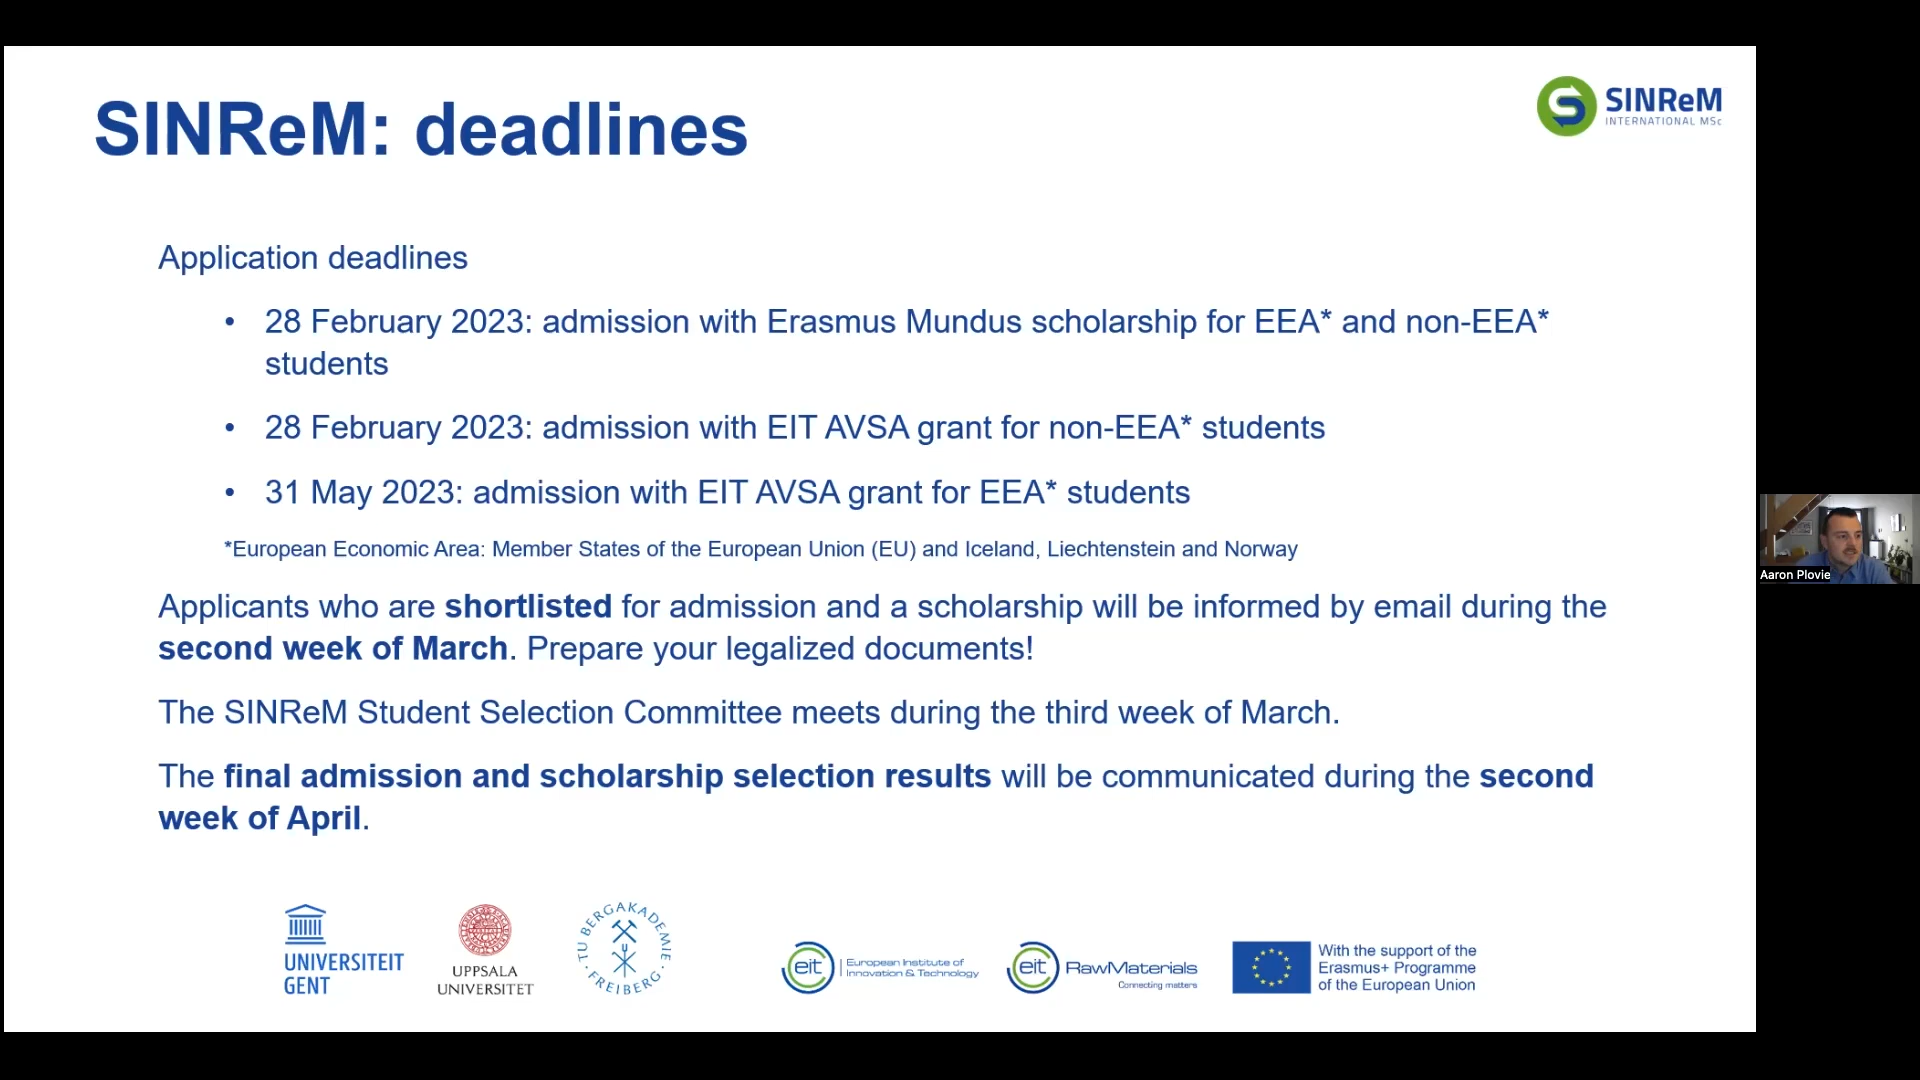 SINReM: deadlines
SINReM
INTERNATIONAL MSc
Application deadlines
• 28 February 2023: admission with Erasmus Mundus scholarship for EEA* and non-EEA*
students
• 28 February 2023: admission with EIT AVSA grant for non-EEA* students
• 31 May 2023: admission with EIT AVSA grant for EEA* students
*European Economic Area: Member States of the European Union (EU) and Iceland, Liechtenstein and Norway
Applicants who are shortlisted for admission and a scholarship will be informed by email during the
second week of March. Prepare your legalized documents!
The SINReM Student Selection Committee meets during the third week of March.
The final admission and scholarship selection results will be communicated during the second
week of April.
Aaron Plovie
UNIVERSITEIT
GENT
UPPSALA
UNIVERSITET
TU BERGAKADEMIE
· FREIBERG ·
eit
European Institute of
Innovation & Technology
eit
RawMaterials
Connecting matters
With the support of the
Erasmus+ Programme
of the European Union